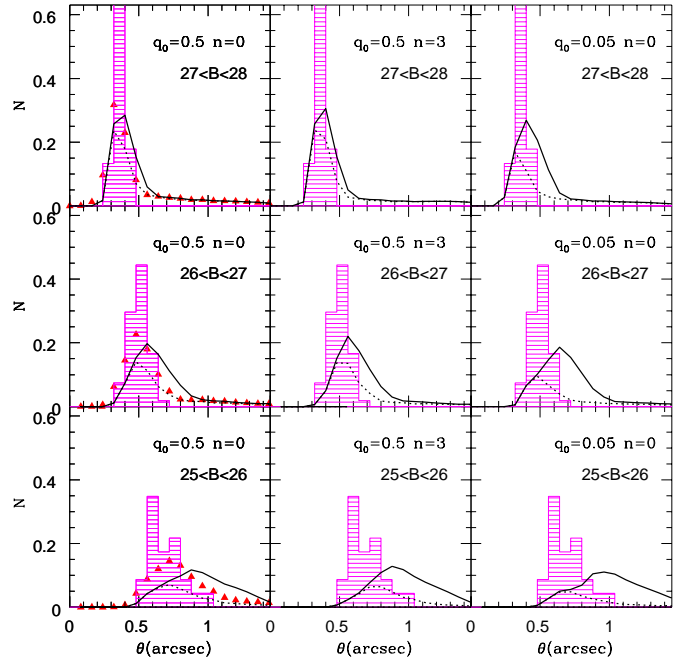 0.6
q₀=0.5 n=0 q₀=0.5 n=3 q₀=0.05 n=0
27<B<28 27<B<28 27<B<28
0.4
N
0.2
0
0.6
q₀=0.5 n=0 q₀=0.5 n=3 q₀=0.05 n=0
26<B<27 26<B<27 26<B<27
0.4
N
0.2
0
0.6
q₀=0.5 n=0 q₀=0.5 n=3 q₀=0.05 n=0
25<B<26 25<B<26 25<B<26
0.4
N
0.2
0
0 0.5 1 0 0.5 1 0 0.5 1
θ(arcsec) θ(arcsec) θ(arcsec)